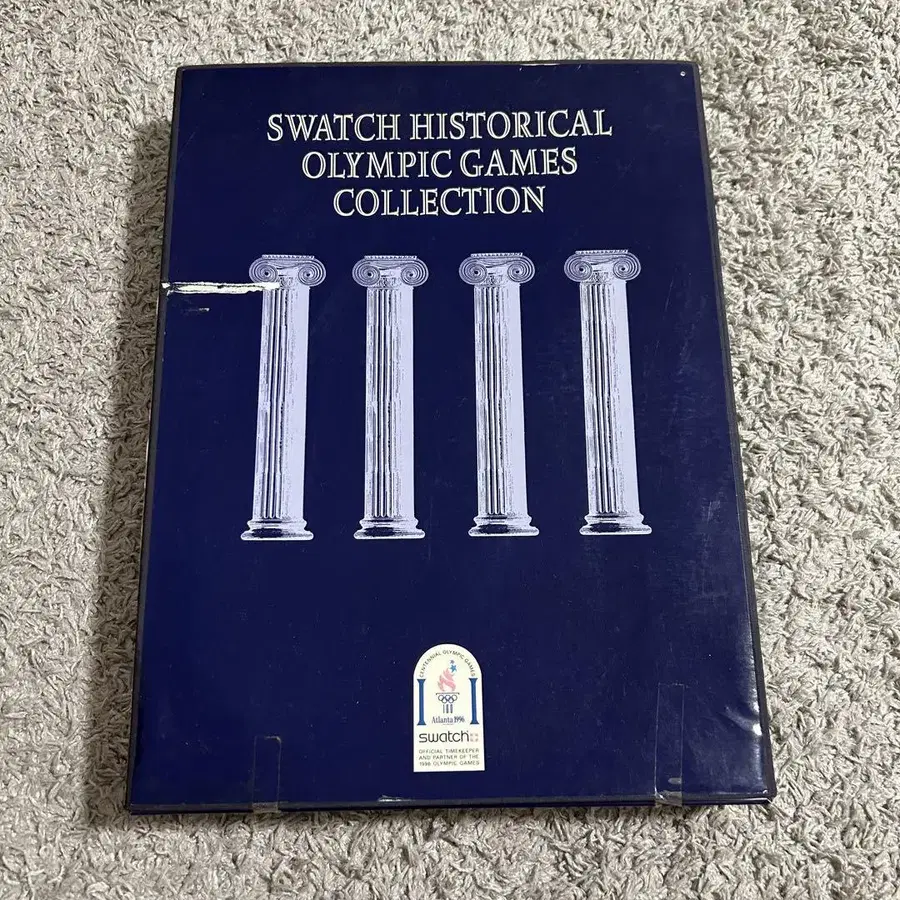 SWATCH HISTORICAL
OLYMPIC GAMES
COLLECTION
CENTENNIAL OLYMPIC GAMES
Atlanta 1996
swatch
OFFICIAL TIMEKEEPER
AND PARTNER OF THE
1996 OLYMPIC GAMES